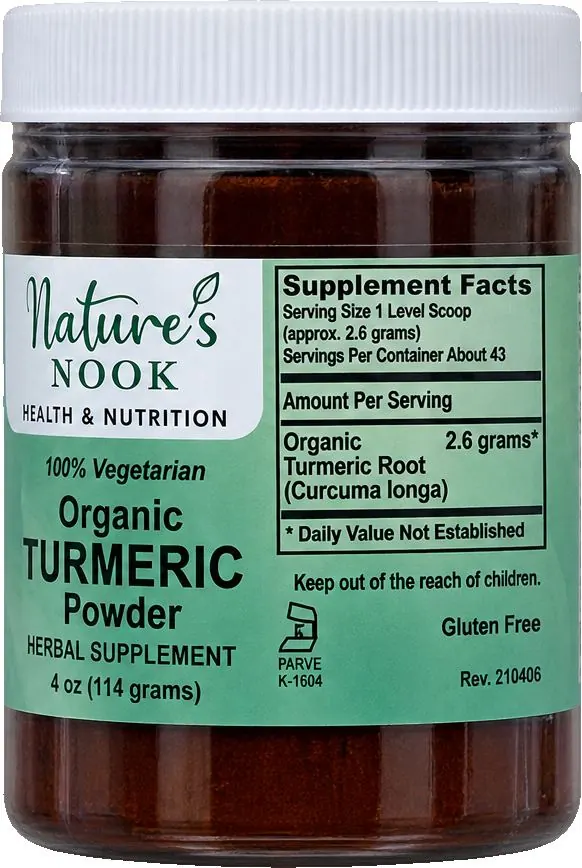 Nature's
NOOK
HEALTH & NUTRITION
100% Vegetarian
Organic
TURMERIC
Powder
HERBAL SUPPLEMENT
4 oz (114 grams)
Supplement Facts
Serving Size 1 Level Scoop
(approx. 2.6 grams)
Servings Per Container About 43
Amount Per Serving
Organic 2.6 grams*
Turmeric Root
(Curcuma longa)
* Daily Value Not Established
Keep out of the reach of children.
K
PARVE
K-1604
Gluten Free
Rev. 210406